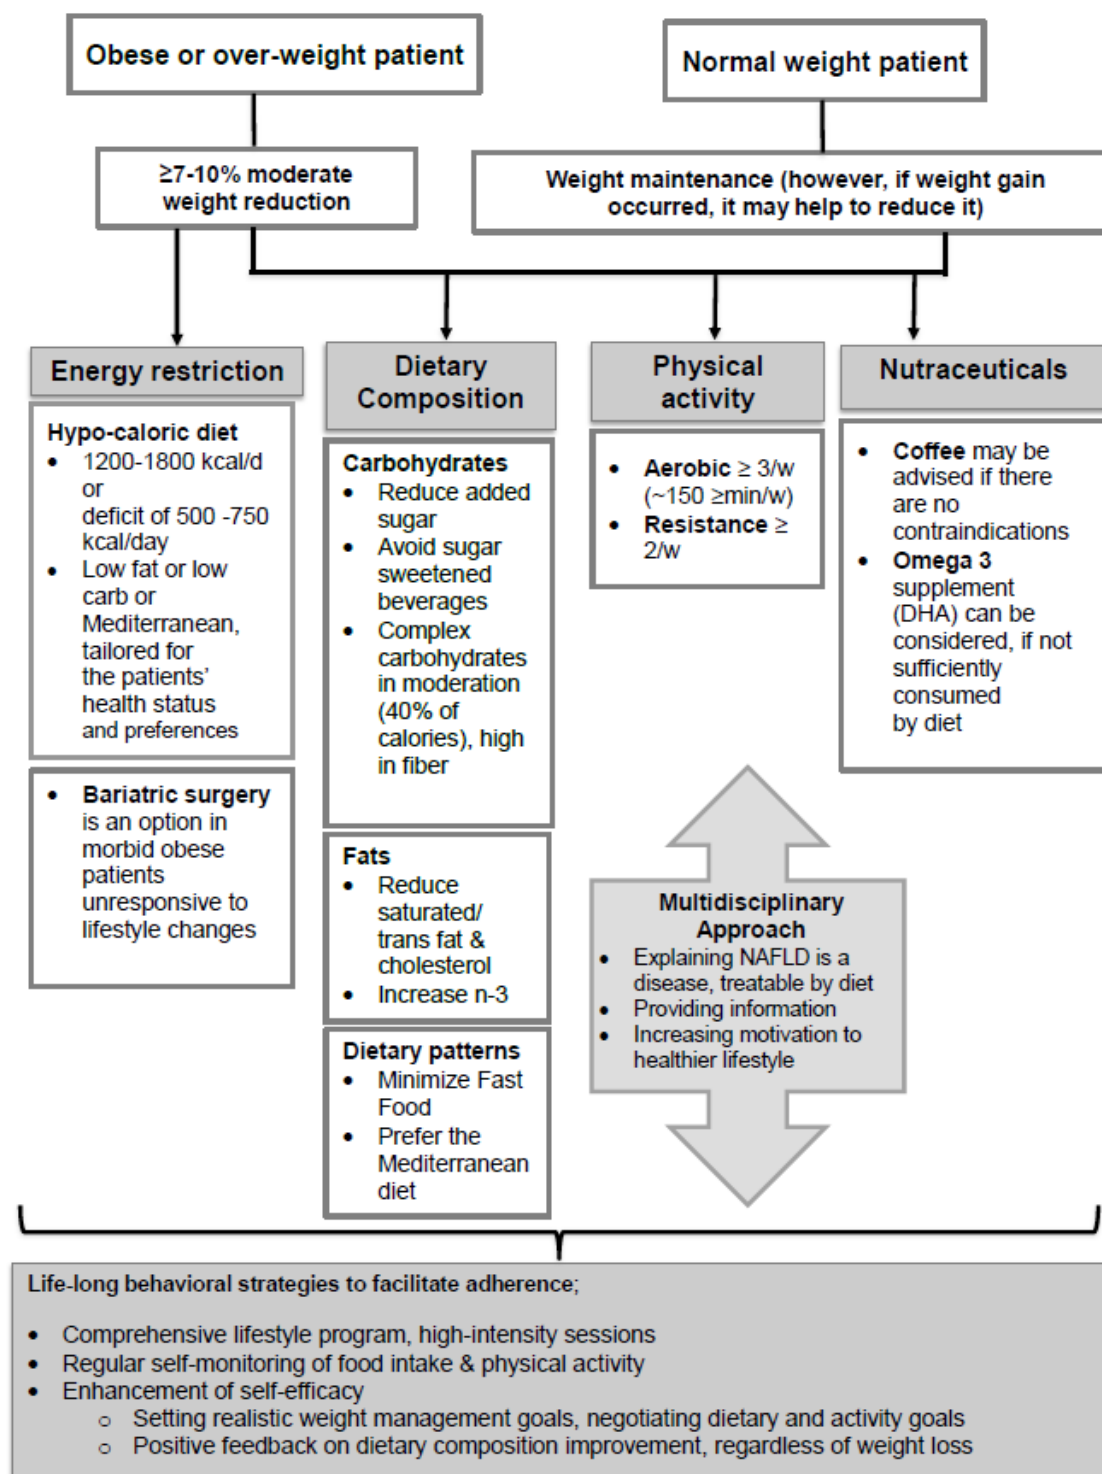 Obese or over-weight patient
Normal weight patient
≥7-10% moderate
weight reduction
Weight maintenance (however, if weight gain
occurred, it may help to reduce it)
Energy restriction
Hypo-caloric diet
• 1200-1800 kcal/d
or
deficit of 500 -750
kcal/day
• Low fat or low
carb or
Mediterranean,
tailored for
the patients'
health status
and preferences
• Bariatric surgery
is an option in
morbid obese
patients
unresponsive to
lifestyle changes
Dietary
Composition
Carbohydrates
• Reduce added
sugar
• Avoid sugar
sweetened
beverages
• Complex
carbohydrates
in moderation
(40% of
calories), high
in fiber
Fats
• Reduce
saturated/
trans fat &
cholesterol
• Increase n-3
Dietary patterns
• Minimize Fast
Food
• Prefer the
Mediterranean
diet
Physical
activity
• Aerobic ≥ 3/w
(~150 ≥min/w)
• Resistance ≥
2/w
Nutraceuticals
• Coffee may be
advised if there
are no
contraindications
• Omega 3
supplement
(DHA) can be
considered, if not
sufficiently
consumed
by diet
Multidisciplinary
Approach
• Explaining NAFLD is a
disease, treatable by diet
• Providing information
• Increasing motivation to
healthier lifestyle
Life-long behavioral strategies to facilitate adherence;
• Comprehensive lifestyle program, high-intensity sessions
• Regular self-monitoring of food intake & physical activity
• Enhancement of self-efficacy
o Setting realistic weight management goals, negotiating dietary and activity goals
o Positive feedback on dietary composition improvement, regardless of weight loss